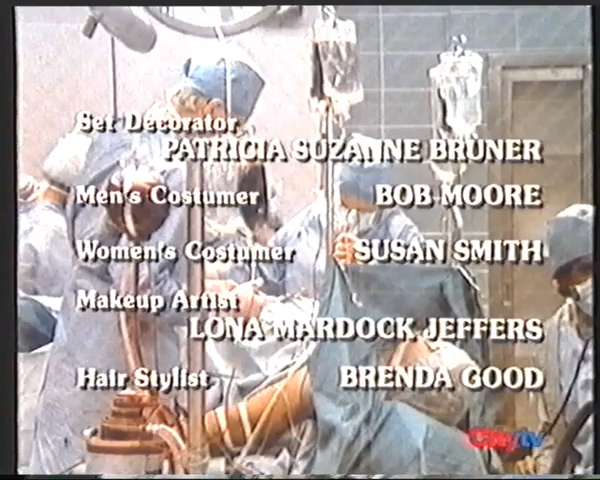 Set Decorator
PATRICIA SUZANNE BRUNER
Men's Costumer BOB MOORE
Women's Costumer SUSAN SMITH
Makeup Artist
LONA MARDOCK JEFFERS
Hair Stylist BRENDA GOOD
Citytv